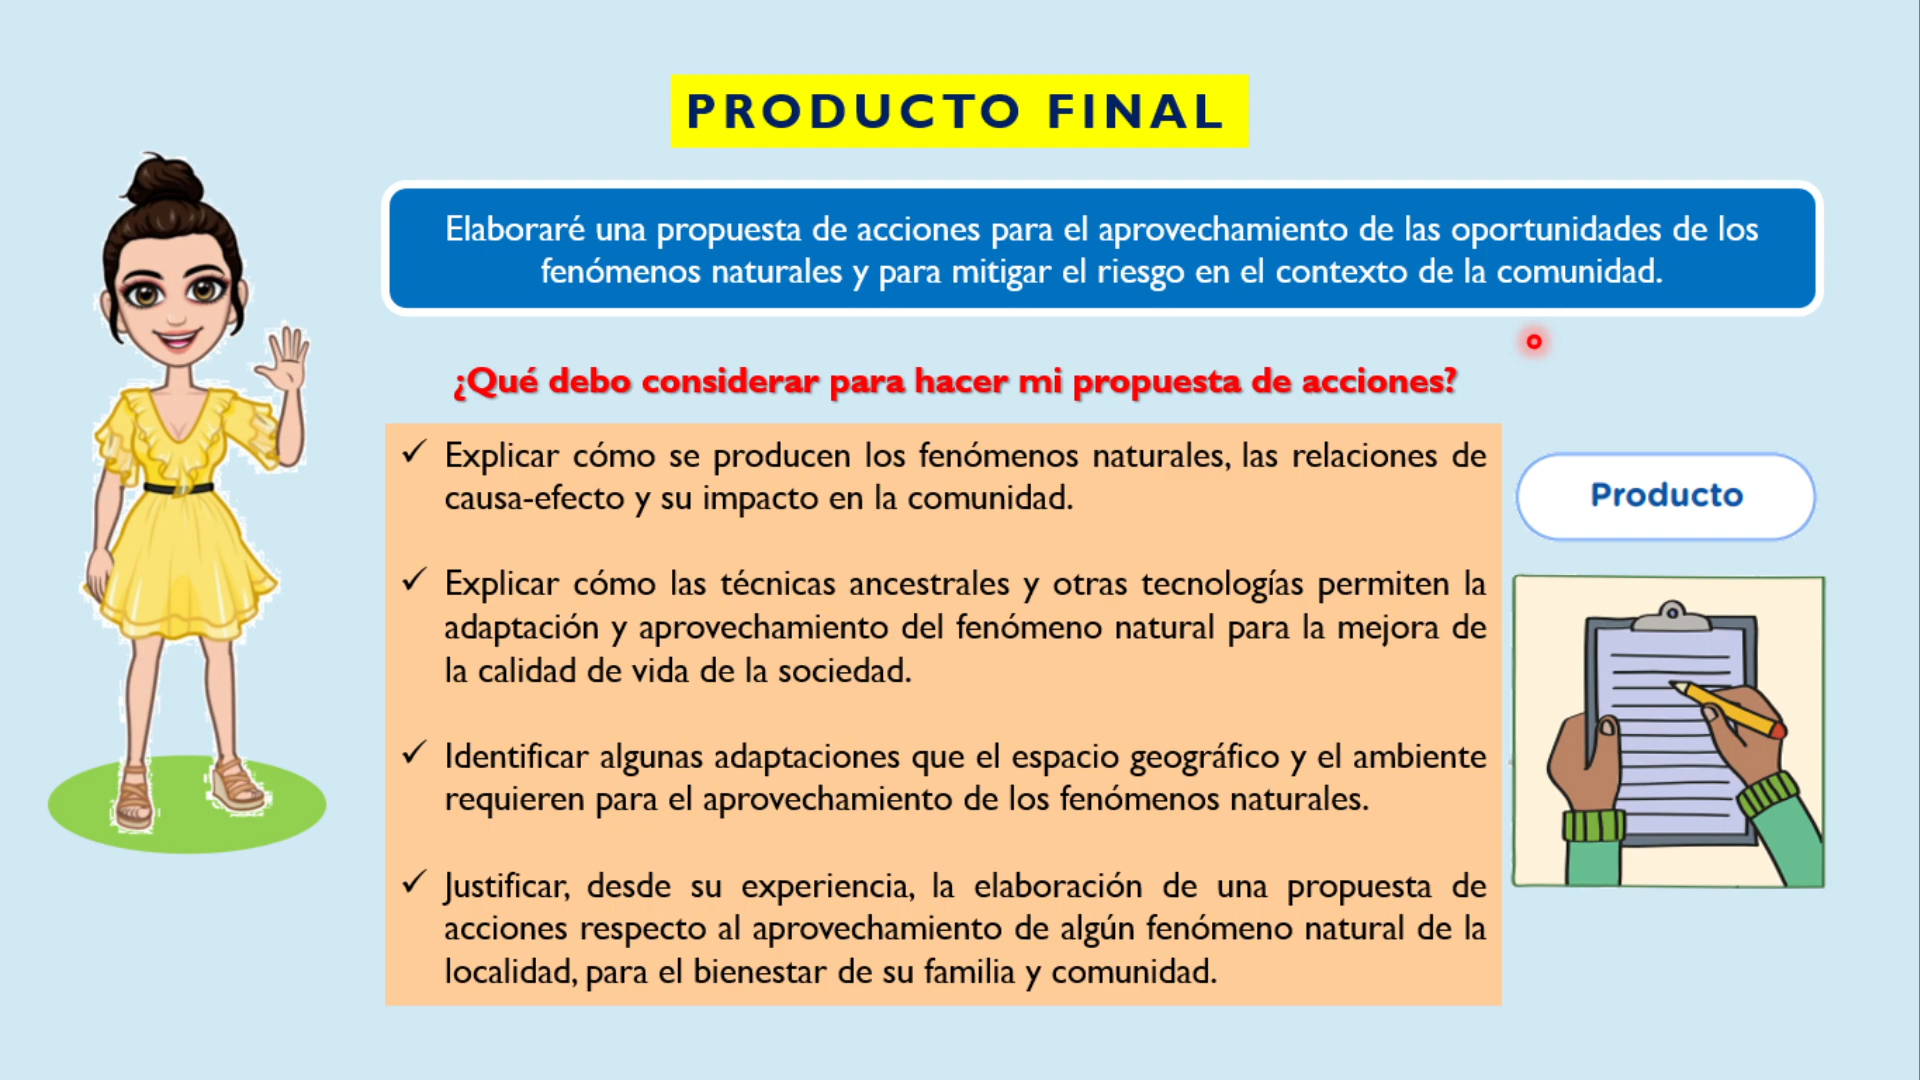 PRODUCTO FINAL
Elaboraré una propuesta de acciones para el aprovechamiento de las oportunidades de los
fenómenos naturales y para mitigar el riesgo en el contexto de la comunidad.
¿Qué debo considerar para hacer mi propuesta de acciones?
✓ Explicar cómo se producen los fenómenos naturales, las relaciones de
causa-efecto y su impacto en la comunidad.
✓ Explicar cómo las técnicas ancestrales y otras tecnologías permiten la
adaptación y aprovechamiento del fenómeno natural para la mejora de
la calidad de vida de la sociedad.
✓ Identificar algunas adaptaciones que el espacio geográfico y el ambiente
requieren para el aprovechamiento de los fenómenos naturales.
✓ Justificar, desde su experiencia, la elaboración de una propuesta de
acciones respecto al aprovechamiento de algún fenómeno natural de la
localidad, para el bienestar de su familia y comunidad.
Producto